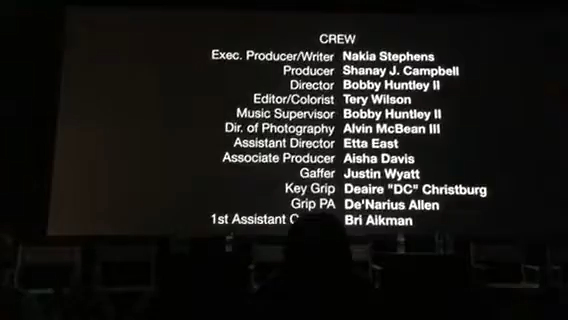 CREW
Exec. Producer/Writer Nakia Stephens
Producer Shanay J. Campbell
Director Bobby Huntley II
Editor/Colorist Tery Wilson
Music Supervisor Bobby Huntley II
Dir. of Photography Alvin McBean III
Assistant Director Etta East
Associate Producer Aisha Davis
Gaffer Justin Wyatt
Key Grip Deaire "DC" Christburg
Grip PA De'Narius Allen
1st Assistant Bri Aikman